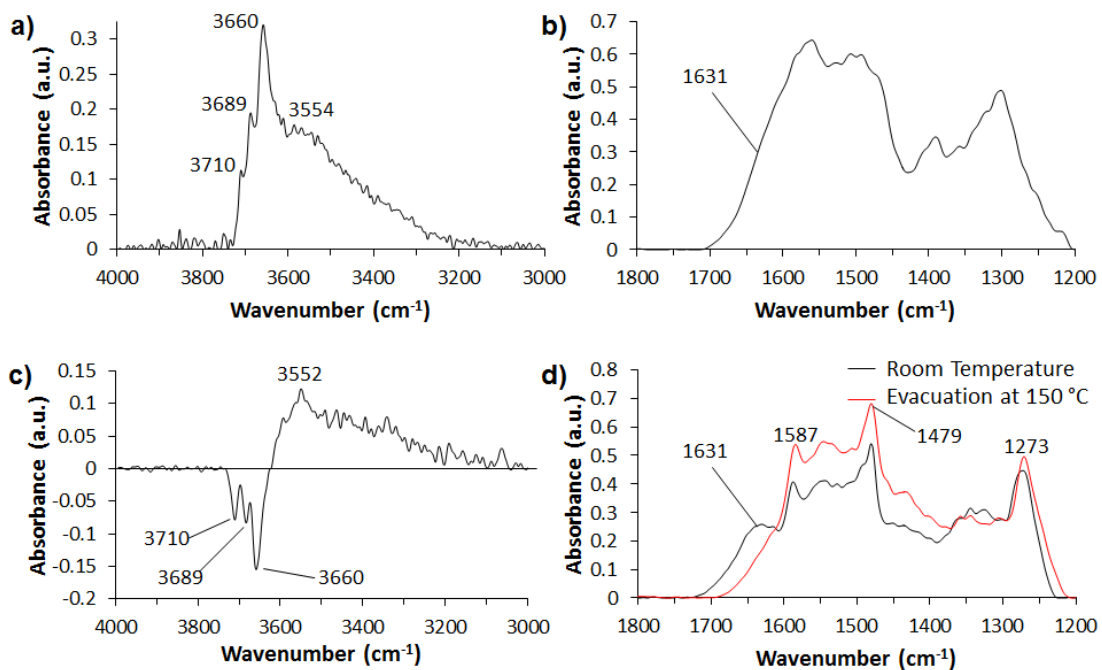 a)
3660
3689
3554
3710
Absorbance (a.u.)
0.3
0.25
0.2
0.15
0.1
0.05
0
4000 3800 3600 3400 3200 3000
Wavenumber (cm-1)
b)
1631
Absorbance (a.u.)
0.7
0.6
0.5
0.4
0.3
0.2
0.1
0
1800 1700 1600 1500 1400 1300 1200
Wavenumber (cm-1)
c)
3552
3710
3689
3660
Absorbance (a.u.)
0.15
0.1
0.05
0
-0.05
-0.1
-0.15
-0.2
4000 3800 3600 3400 3200 3000
Wavenumber (cm-1)
d)
Room Temperature
Evacuation at 150 °C
1587
1479
1631
1273
Absorbance (a.u.)
0.8
0.7
0.6
0.5
0.4
0.3
0.2
0.1
0
1800 1700 1600 1500 1400 1300 1200
Wavenumber (cm-1)